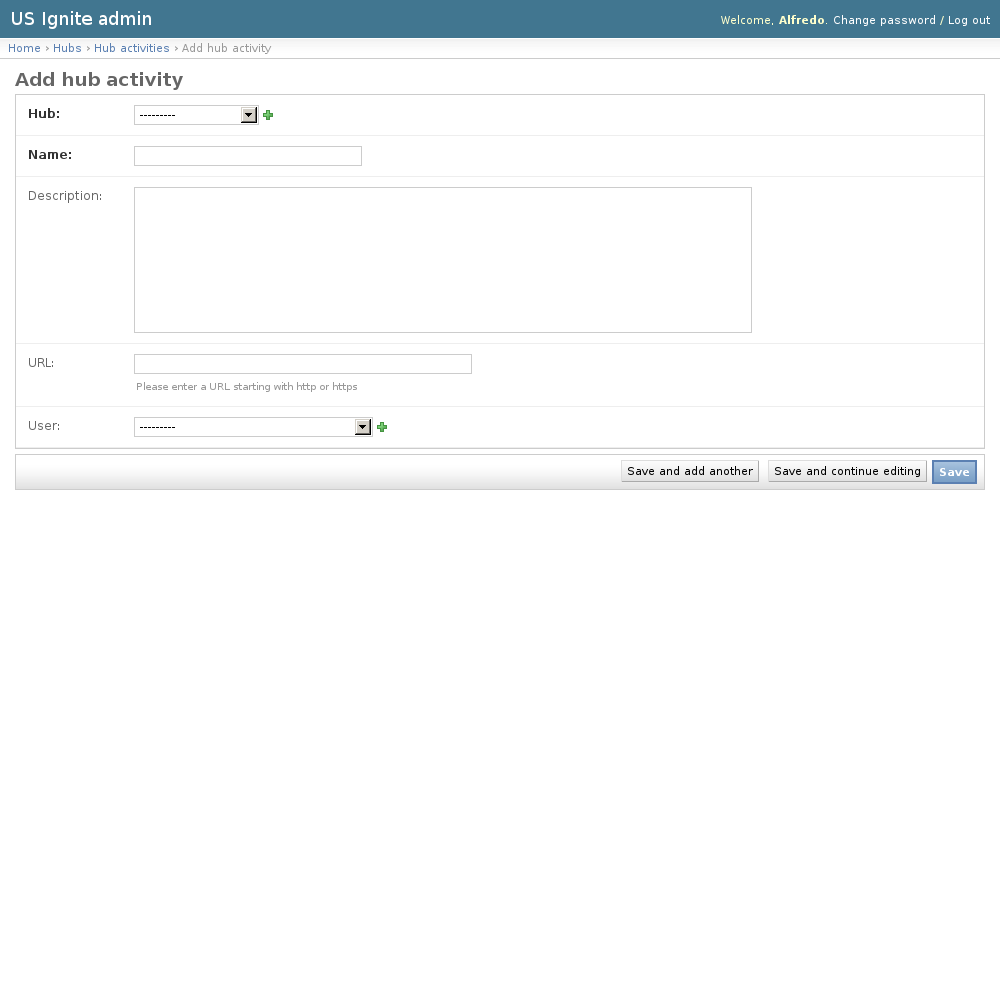 US Ignite admin
Welcome, Alfredo. Change password / Log out
Home › Hubs › Hub activities › Add hub activity
Add hub activity
Hub: ---------
Name:
Description:
URL:
Please enter a URL starting with http or https
User: ---------
Save and add another Save and continue editing Save